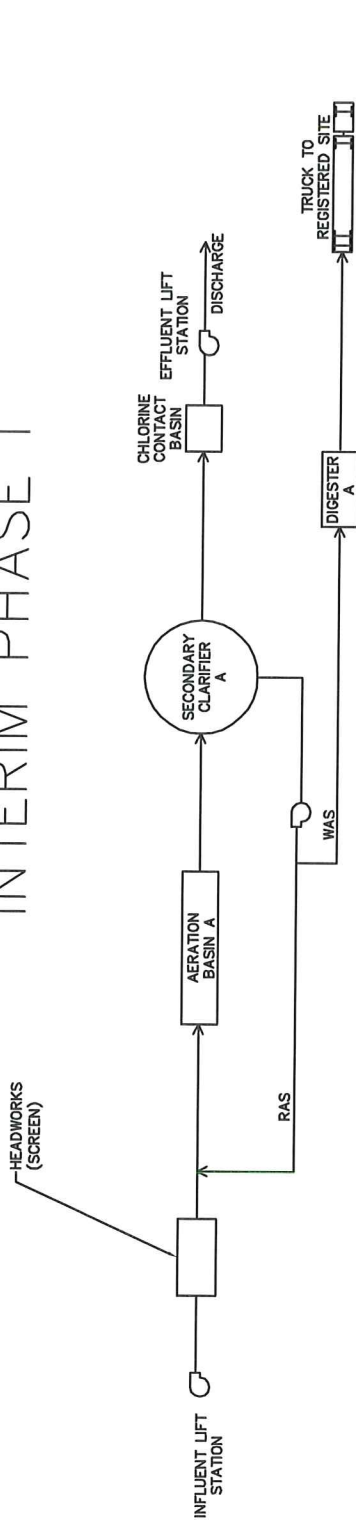 INTERIM PHASE I
HEADWORKS
(SCREEN)
INFLUENT LIFT
STATION
AERATION
BASIN A
SECONDARY
CLARIFIER
A
CHLORINE
CONTACT
BASIN
EFFLUENT LIFT
STATION
DISCHARGE
RAS
WAS
DIGESTER
A
TRUCK TO
REGISTERED SITE